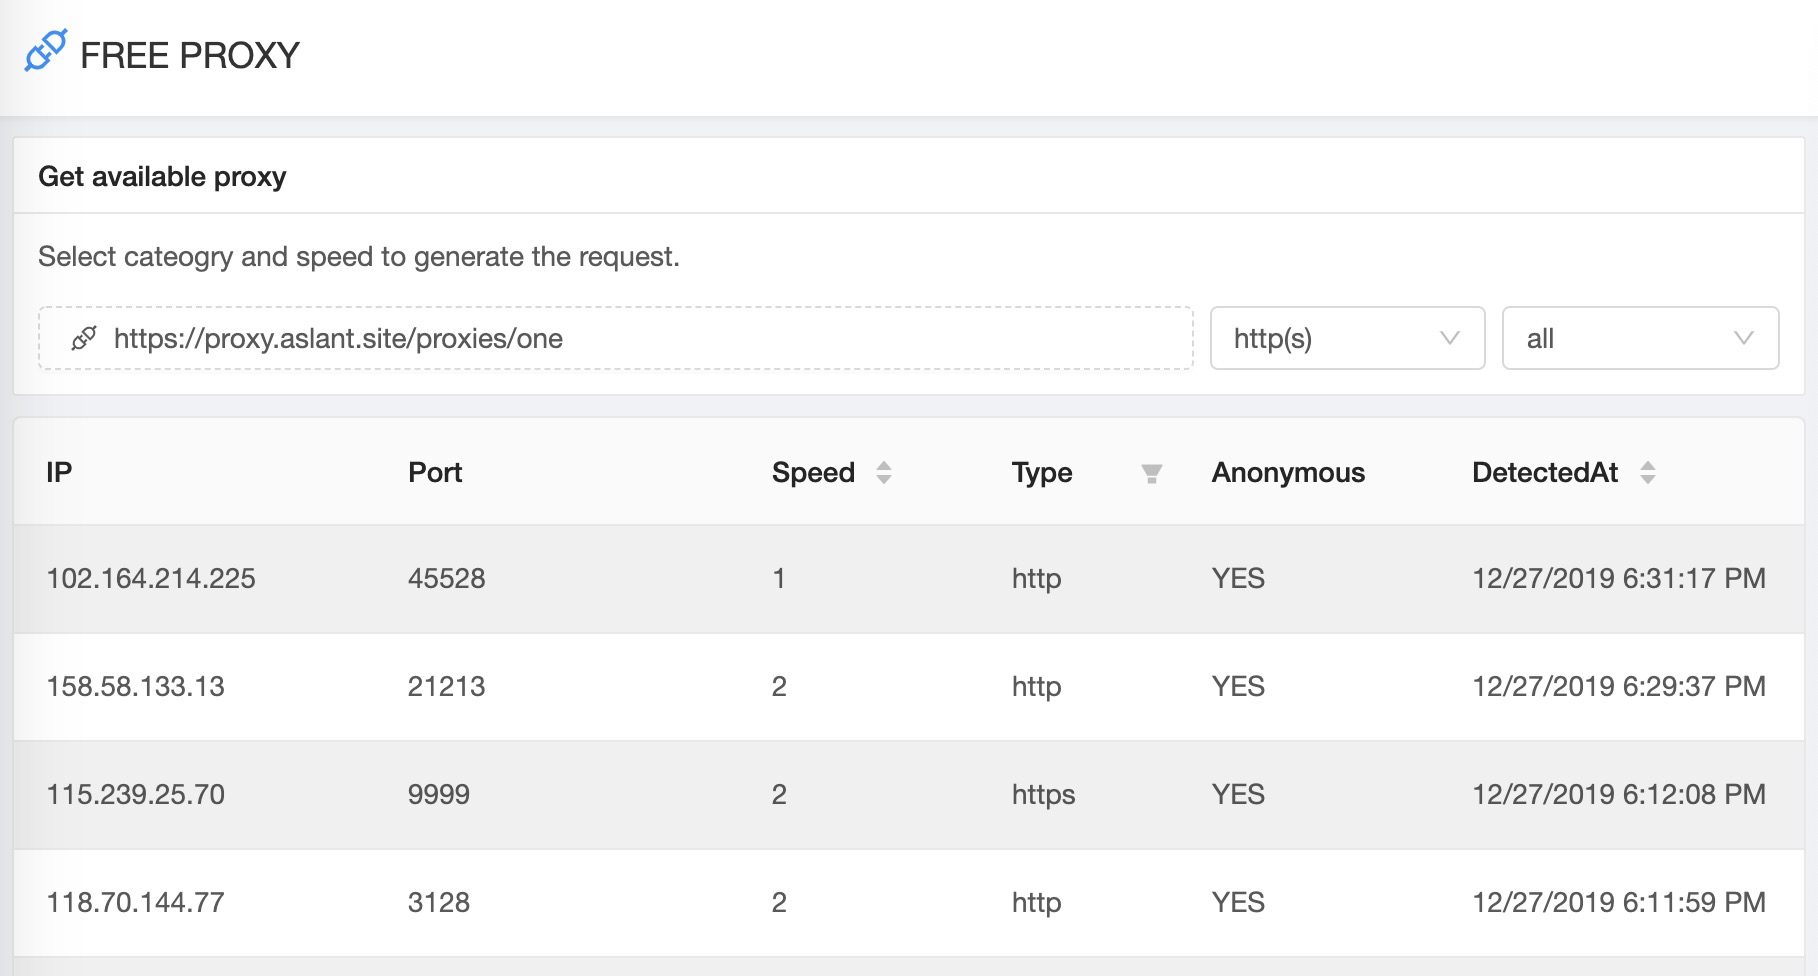 FREE PROXY
Get available proxy
Select cateogry and speed to generate the request.
https://proxy.aslant.site/proxies/one http(s) all
IP Port Speed Type Anonymous DetectedAt
102.164.214.225 45528 1 http YES 12/27/2019 6:31:17 PM
158.58.133.13 21213 2 http YES 12/27/2019 6:29:37 PM
115.239.25.70 9999 2 https YES 12/27/2019 6:12:08 PM
118.70.144.77 3128 2 http YES 12/27/2019 6:11:59 PM